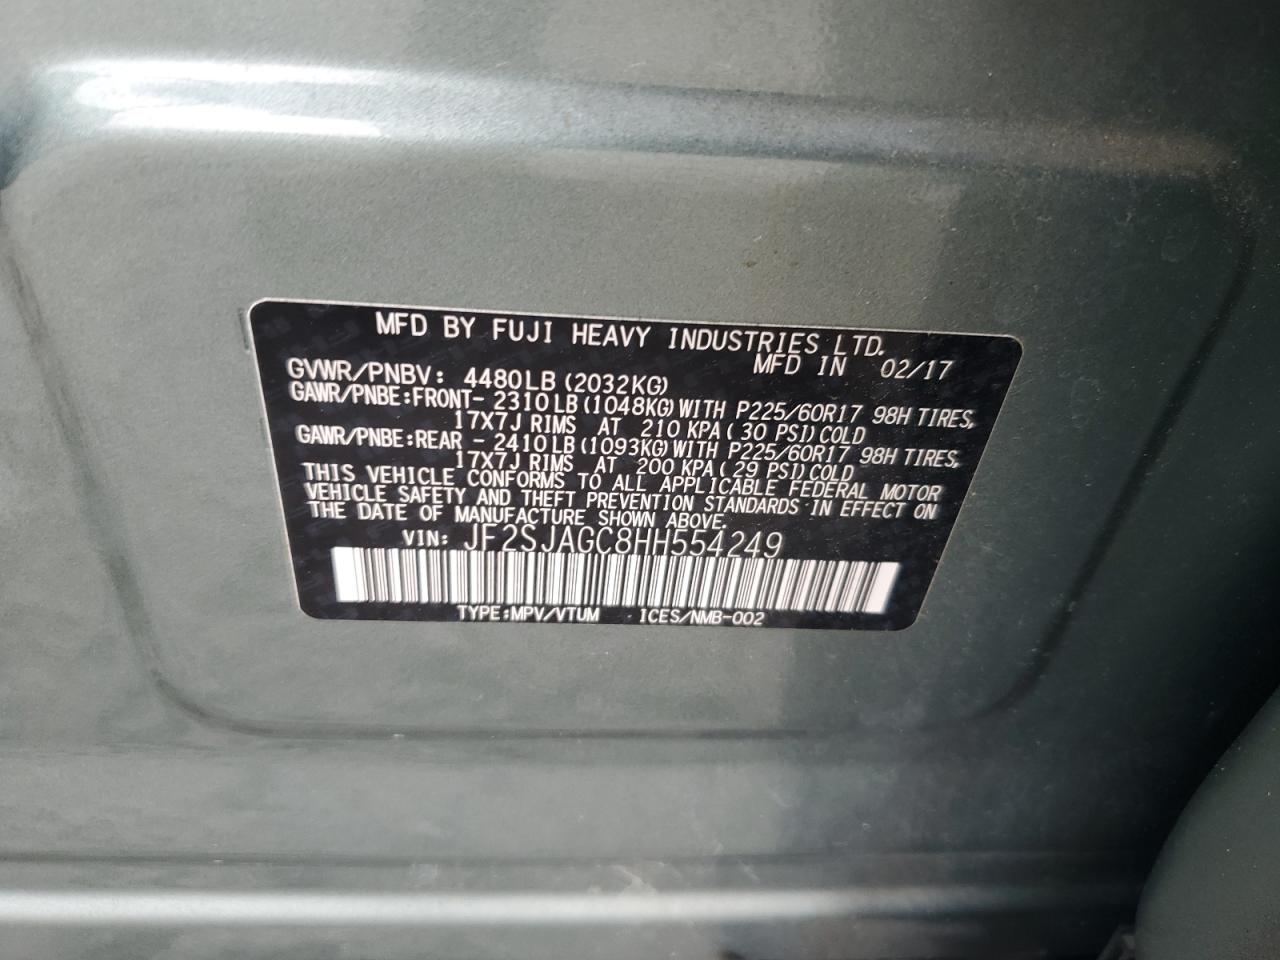 MFD BY FUJI HEAVY INDUSTRIES LTD.
MFD IN 02/17
GVWR/PNBV: 4480LB (2032KG)
GAWR/PNBE:FRONT- 2310LB (1048KG) WITH P225/60R17 98H TIRES,
17X7J RIMS AT 210 KPA (30 PSI) COLD
GAWR/PNBE:REAR - 2410LB (1093KG) WITH P225/60R17 98H TIRES,
17X7J RIMS AT 200 KPA (29 PSI) COLD
THIS VEHICLE CONFORMS TO ALL APPLICABLE FEDERAL MOTOR
VEHICLE SAFETY AND THEFT PREVENTION STANDARDS IN EFFECT ON
THE DATE OF MANUFACTURE SHOWN ABOVE.
VIN: JF2SJAGC8HH554249
TYPE:MPV/VTUM ICES/NMB-002